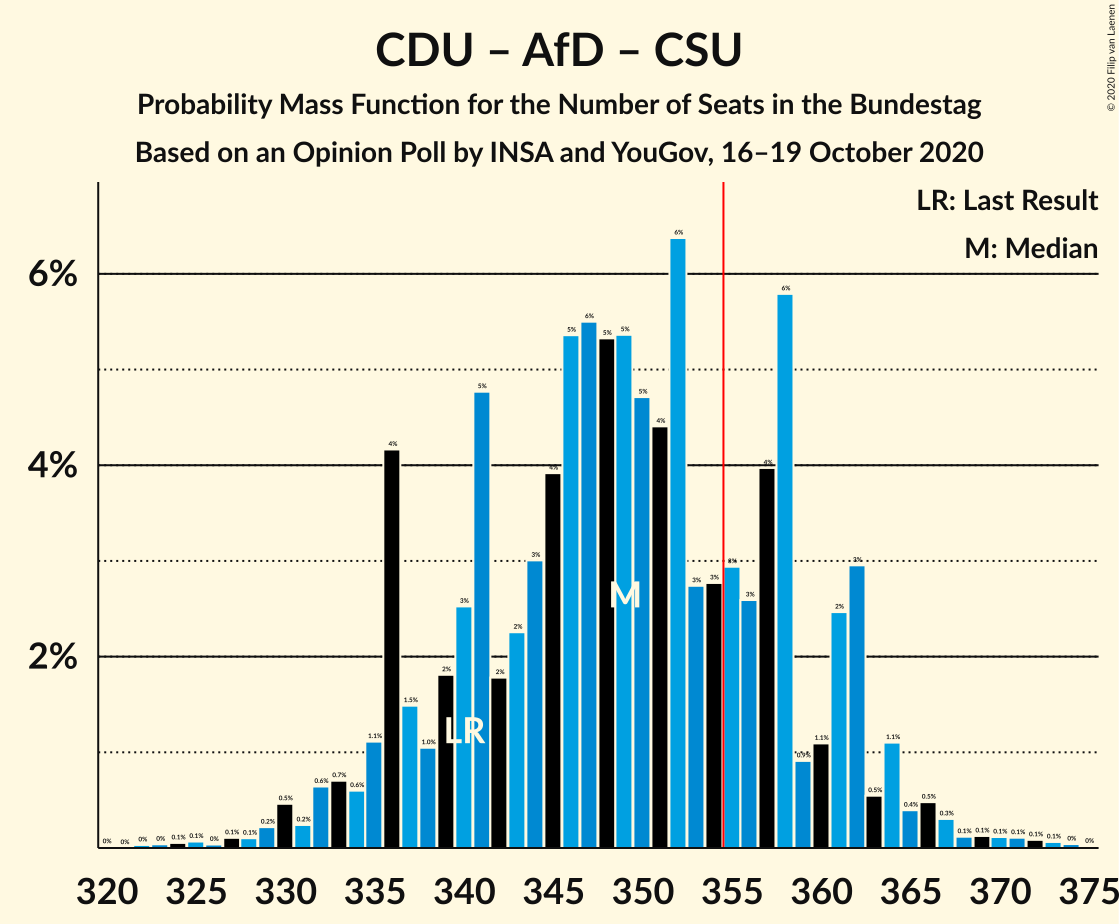 CDU – AfD – CSU
Probability Mass Function for the Number of Seats in the Bundestag
Based on an Opinion Poll by INSA and YouGov, 16–19 October 2020
© 2020 Filip van Laenen
LR: Last Result
M: Median
6%
4%
2%
0% 0% 0% 0% 0.1% 0.1% 0% 0.1% 0.1% 0.2% 0.5% 0.2% 0.6% 0.7% 0.6% 1.1% 4% 1.5% 1.0% 2% 3% 5% 2% 2% 3% 4% 5% 6% 5% 5% 5% 4% 6% 3% 3% 3% 3% 4% 6% 0.9% 1.1% 2% 3% 0.5% 1.1% 0.4% 0.5% 0.3% 0.1% 0.1% 0.1% 0.1% 0.1% 0.1% 0% 0%
M
LR
320 325 330 335 340 345 350 355 360 365 370 375